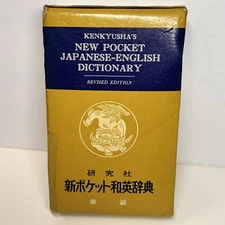 KENKYUSHA'S
NEW POCKET
JAPANESE-ENGLISH
DICTIONARY
REVISED EDITION
研究社
新ポケット和英辞典